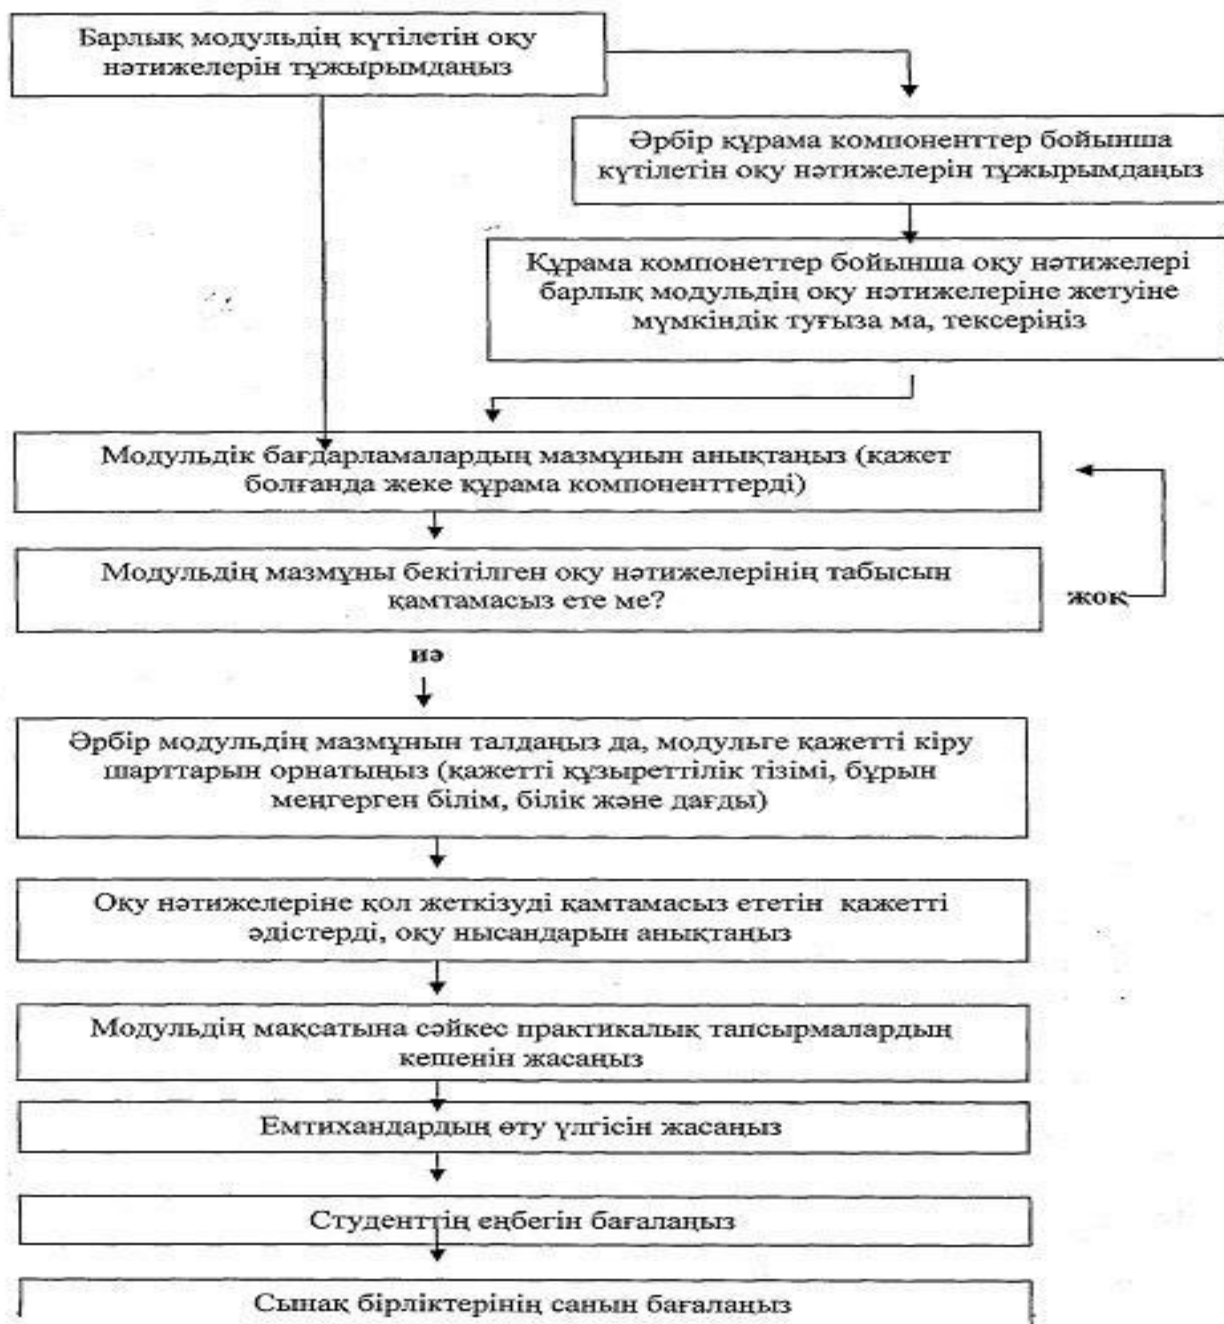 Барлық модульдің күтілетін оқу
нәтижелерін тұжырымдаңыз
Әрбір құрама компоненттер бойынша
күтілетін оқу нәтижелерін тұжырымдаңыз
Құрама компонеттер бойынша оқу нәтижелері
барлық модульдің оқу нәтижелеріне жетуіне
мүмкіндік туғыза ма, тексеріңіз
Модульдік бағдарламалардың мазмұнын анықтаңыз (қажет
болғанда жеке құрама компоненттерді)
Модульдің мазмұны бекітілген оқу нәтижелерінің табысын
қамтамасыз ете ме?
жоқ
иә
Әрбір модульдің мазмұнын талдаңыз да, модульге қажетті кіру
шарттарын орнатыңыз (қажетті құзыреттілік тізімі, бұрын
меңгерген білім, білік және дағды)
Оқу нәтижелеріне қол жеткізуді қамтамасыз ететін қажетті
әдістерді, оқу нысандарын анықтаңыз
Модульдің мақсатына сәйкес практикалық тапсырмалардың
кешенін жасаңыз
Емтихандардың өту үлгісін жасаңыз
Студенттің еңбегін бағалаңыз
Сынақ бірліктерінің санын бағалаңыз